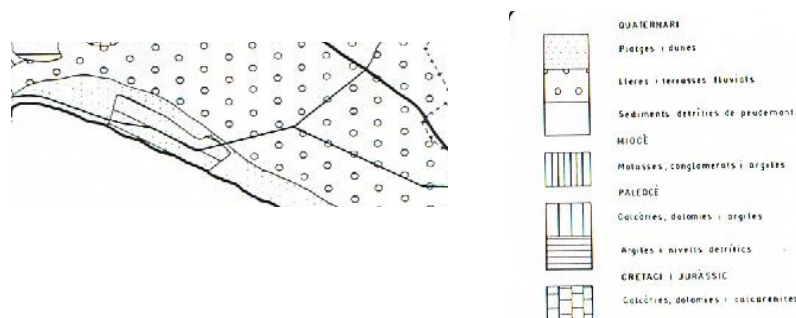 QUATERNARI
Platges i dunes
Lleres i terrasses fluvials
Sediments detrítics de peudemont
MIOCÈ
Molasses, conglomerats i argiles
PALEOCÈ
Calcàries, dolomies i argiles
Argiles i nivells detrítics
CRETACI I JURÀSSIC
Calcàries, dolomies i calcarenites